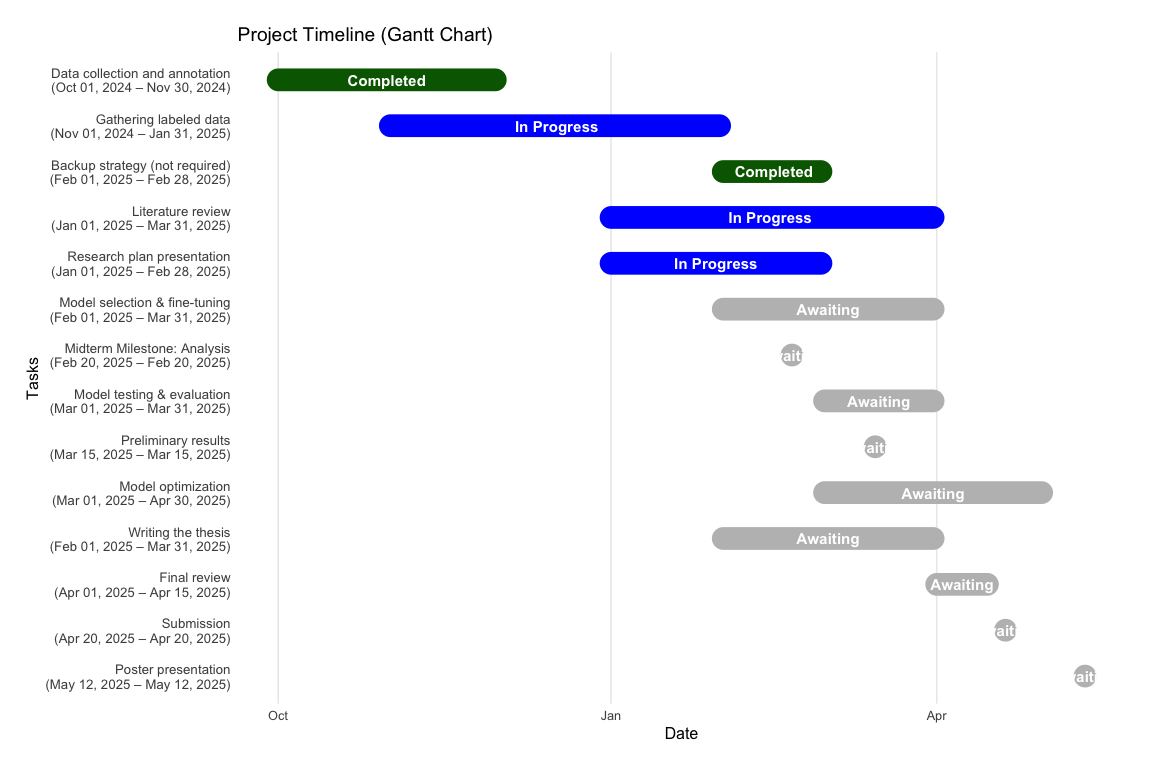 Project Timeline (Gantt Chart)
Data collection and annotation
(Oct 01, 2024 – Nov 30, 2024)
Completed
Gathering labeled data
(Nov 01, 2024 – Jan 31, 2025)
In Progress
Backup strategy (not required)
(Feb 01, 2025 – Feb 28, 2025)
Completed
Literature review
(Jan 01, 2025 – Mar 31, 2025)
In Progress
Research plan presentation
(Jan 01, 2025 – Feb 28, 2025)
In Progress
Model selection & fine-tuning
(Feb 01, 2025 – Mar 31, 2025)
Awaiting
Midterm Milestone: Analysis
(Feb 20, 2025 – Feb 20, 2025)
Model testing & evaluation
(Mar 01, 2025 – Mar 31, 2025)
Awaiting
Preliminary results
(Mar 15, 2025 – Mar 15, 2025)
Model optimization
(Mar 01, 2025 – Apr 30, 2025)
Awaiting
Writing the thesis
(Feb 01, 2025 – Mar 31, 2025)
Awaiting
Final review
(Apr 01, 2025 – Apr 15, 2025)
Awaiting
Submission
(Apr 20, 2025 – Apr 20, 2025)
Poster presentation
(May 12, 2025 – May 12, 2025)
Tasks
Oct
Jan
Apr
Date